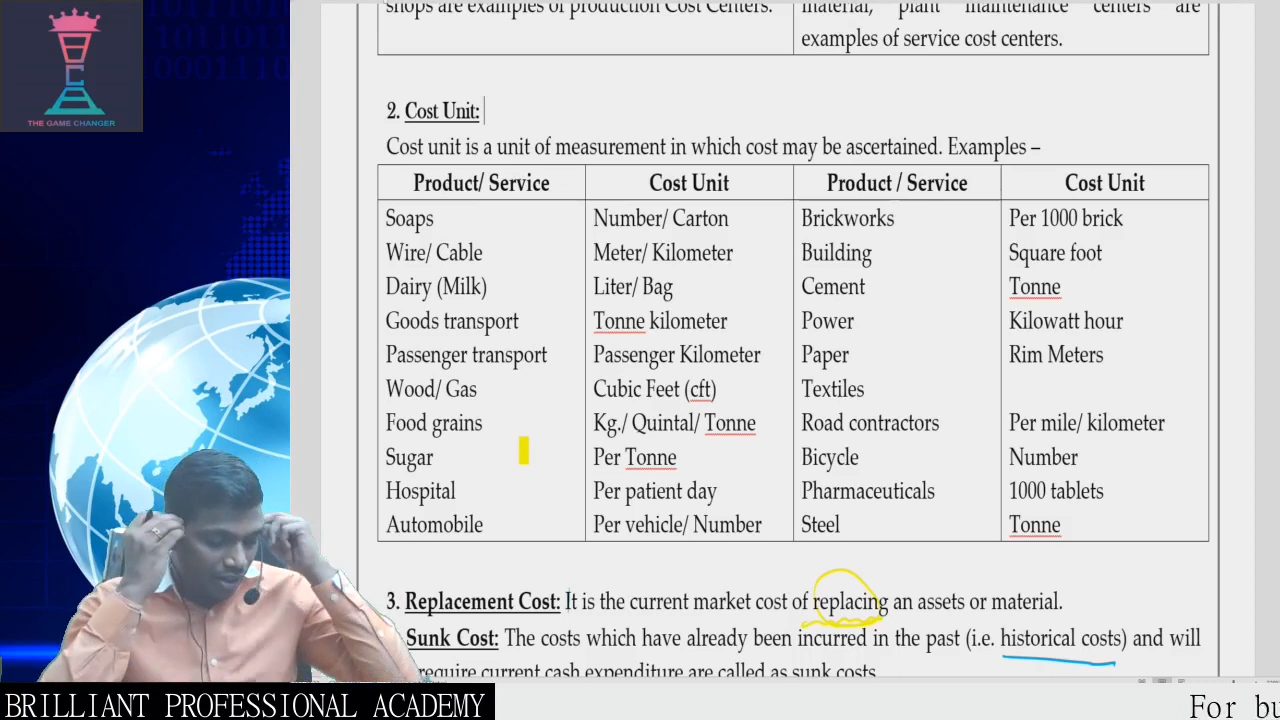 shops are examples of production Cost Centers.
material, plant maintenance centers are
examples of service cost centers.
THE GAME CHANGER
2. Cost Unit:
Cost unit is a unit of measurement in which cost may be ascertained. Examples –
Product/ Service Cost Unit Product / Service Cost Unit
Soaps Number/ Carton Brickworks Per 1000 brick
Wire/ Cable Meter/ Kilometer Building Square foot
Dairy (Milk) Liter/ Bag Cement Tonne
Goods transport Tonne kilometer Power Kilowatt hour
Passenger transport Passenger Kilometer Paper Rim Meters
Wood/ Gas Cubic Feet (cft) Textiles
Food grains Kg./ Quintal/ Tonne Road contractors Per mile/ kilometer
Sugar Per Tonne Bicycle Number
Hospital Per patient day Pharmaceuticals 1000 tablets
Automobile Per vehicle/ Number Steel Tonne
3. Replacement Cost: It is the current market cost of replacing an assets or material.
Sunk Cost: The costs which have already been incurred in the past (i.e. historical costs) and will
require current cash expenditure are called as sunk costs.
BRILLIANT PROFESSIONAL ACADEMY For bu